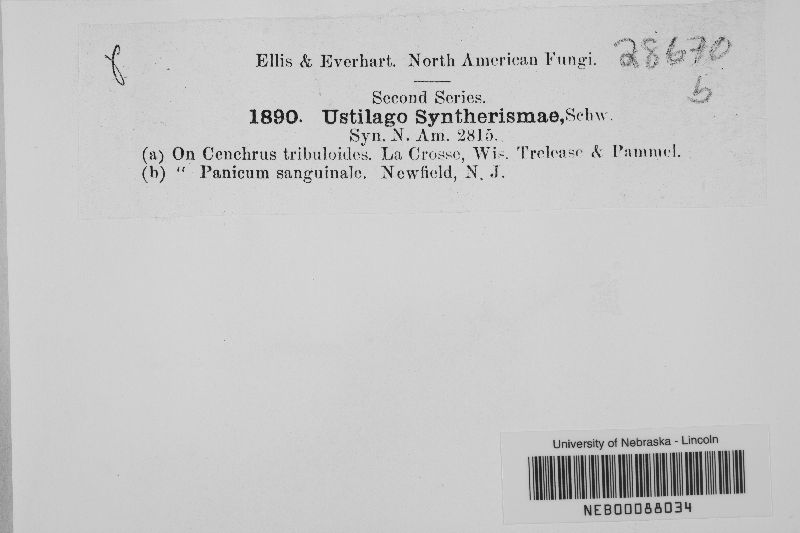 Ellis & Everhart. North American Fungi.
28670
b
Second Series.
1890. Ustilago Syntherismae, Schw.
Syn. N. Am. 2815.
(a) On Cenchrus tribuloides. La Crosse, Wis. Trelease & Pammel.
(b) “ Panicum sanguinale. Newfield, N. J.
University of Nebraska - Lincoln
NEB00088034